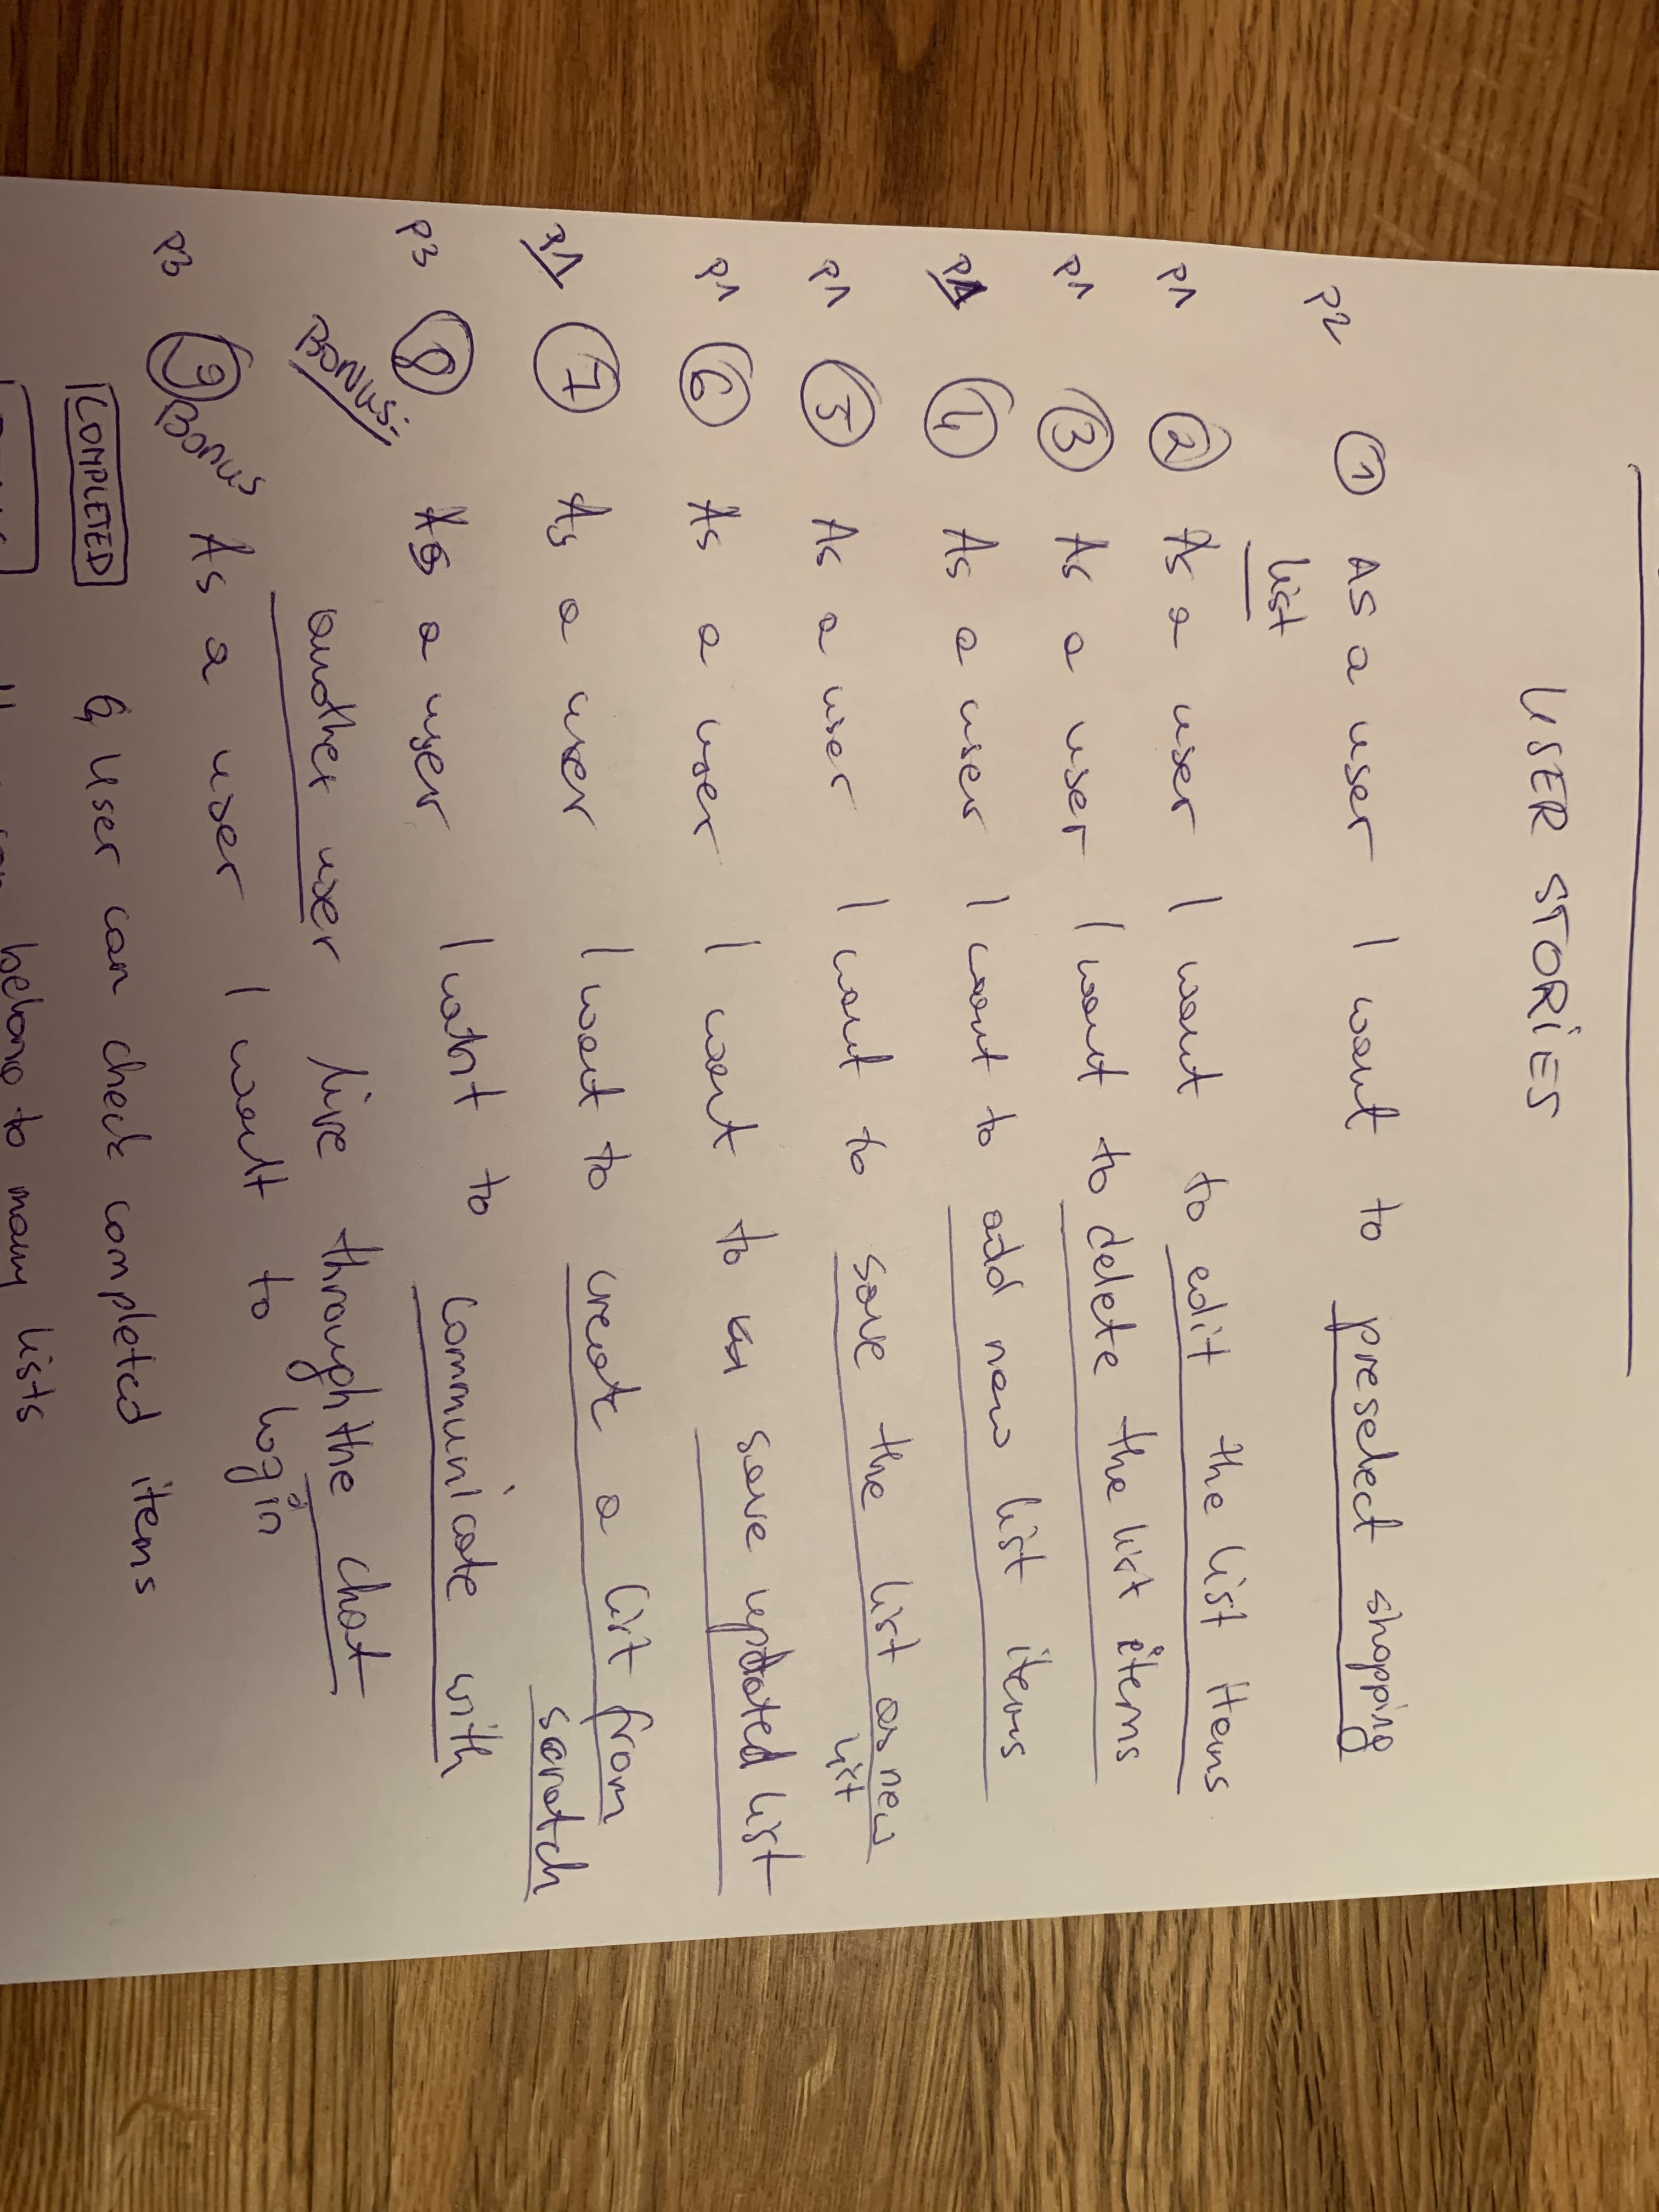 USER STORIES
P2 1 As a user I want to preselect shopping
list
P1 2 As a user I want to edit the list items
P1 3 As a user I want to delete the list items
P1 4 As a user I want to add new list items
P1 5 As a user I want to save the list as new
list
P1 6 As a user I want to save updated list
P1 7 As a user I want to create a list from
scratch
P3 8 As a user I want to communicate with
BONUS: another user live through the chat
P3 9 BONUS As a user I want to log in
COMPLETED User can check completed items
belong to many lists